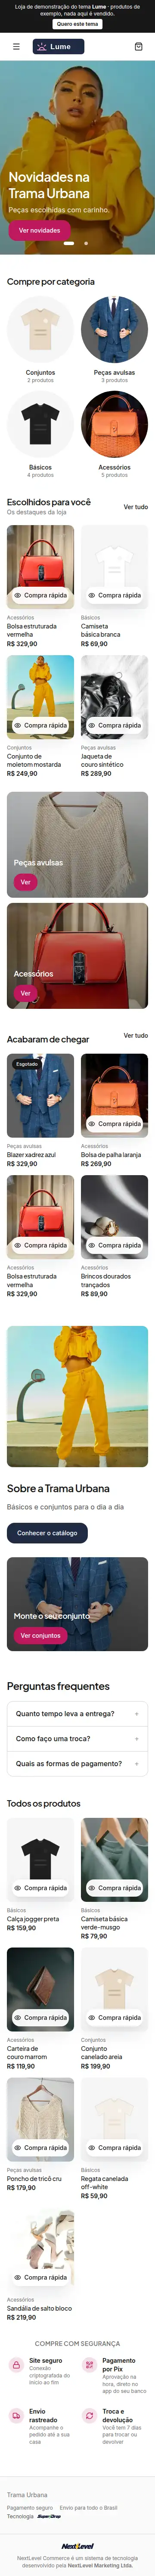 Loja de demonstração do tema Lume - produtos de
exemplo, nada aqui é vendido.
Quero este tema
Lume
Novidades na
Trama Urbana
Peças escolhidas com carinho.
Ver novidades
Compre por categoria
Conjuntos
2 produtos
Peças avulsas
3 produtos
Básicos
4 produtos
Acessórios
5 produtos
Escolhidos para você
Os destaques da loja
Ver tudo
Compra rápida
Compra rápida
Acessórios
Bolsa estruturada
vermelha
R$ 329,90
Básicos
Camiseta
básica branca
R$ 69,90
Compra rápida
Compra rápida
Conjuntos
Conjunto de
moletom mostarda
R$ 249,90
Peças avulsas
Jaqueta de
couro sintético
R$ 289,90
Peças avulsas
Ver
Acessórios
Ver
Acabaram de chegar
Ver tudo
Esgotado
Compra rápida
Peças avulsas
Blazer xadrez azul
R$ 329,90
Acessórios
Bolsa de palha laranja
R$ 269,90
Compra rápida
Compra rápida
Acessórios
Bolsa estruturada
vermelha
R$ 329,90
Acessórios
Brincos dourados
trançados
R$ 89,90
Sobre a Trama Urbana
Básicos e conjuntos para o dia a dia
Conhecer o catálogo
Monte o seu conjunto
Ver conjuntos
Perguntas frequentes
Quanto tempo leva a entrega? +
Como faço uma troca? +
Quais as formas de pagamento? +
Todos os produtos
Compra rápida
Compra rápida
Básicos
Calça jogger preta
R$ 159,90
Básicos
Camiseta básica
verde-musgo
R$ 79,90
Compra rápida
Compra rápida
Acessórios
Carteira de
couro marrom
R$ 119,90
Conjuntos
Conjunto
canelado areia
R$ 199,90
Compra rápida
Compra rápida
Peças avulsas
Poncho de tricô cru
R$ 179,90
Básicos
Regata canelada
off-white
R$ 59,90
Compra rápida
Acessórios
Sandália de salto bloco
R$ 219,90
COMPRE COM SEGURANÇA
Site seguro
Conexão
criptografada do
início ao fim
Pagamento
por Pix
Aprovação na
hora, direto no
app do seu banco
Envio
rastreado
Acompanhe o
pedido até a sua
casa
Troca e
devolução
Você tem 7 dias
para trocar ou
devolver
Trama Urbana
Pagamento seguro Envio para todo o Brasil
Tecnologia SuperDrop
NextLevel
NextLevel Commerce é um sistema de tecnologia
desenvolvido pela NextLevel Marketing Ltda.